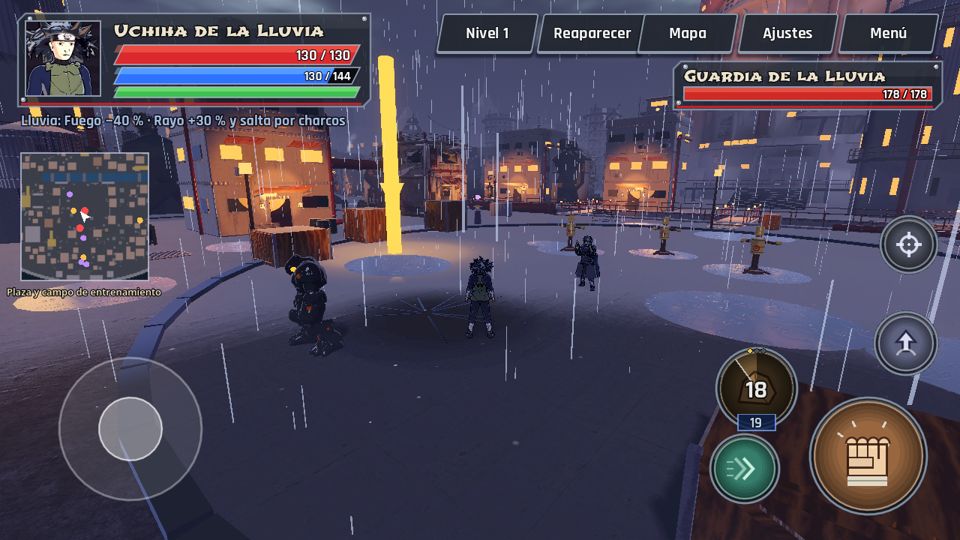 Uchiha de la Lluvia
130 / 130
130 / 144
Lluvia: Fuego −40 % · Rayo +30 % y salta por charcos
Nivel 1
Reaparecer
Mapa
Ajustes
Menú
Guardia de la Lluvia
178 / 178
Plaza y campo de entrenamiento
18
19